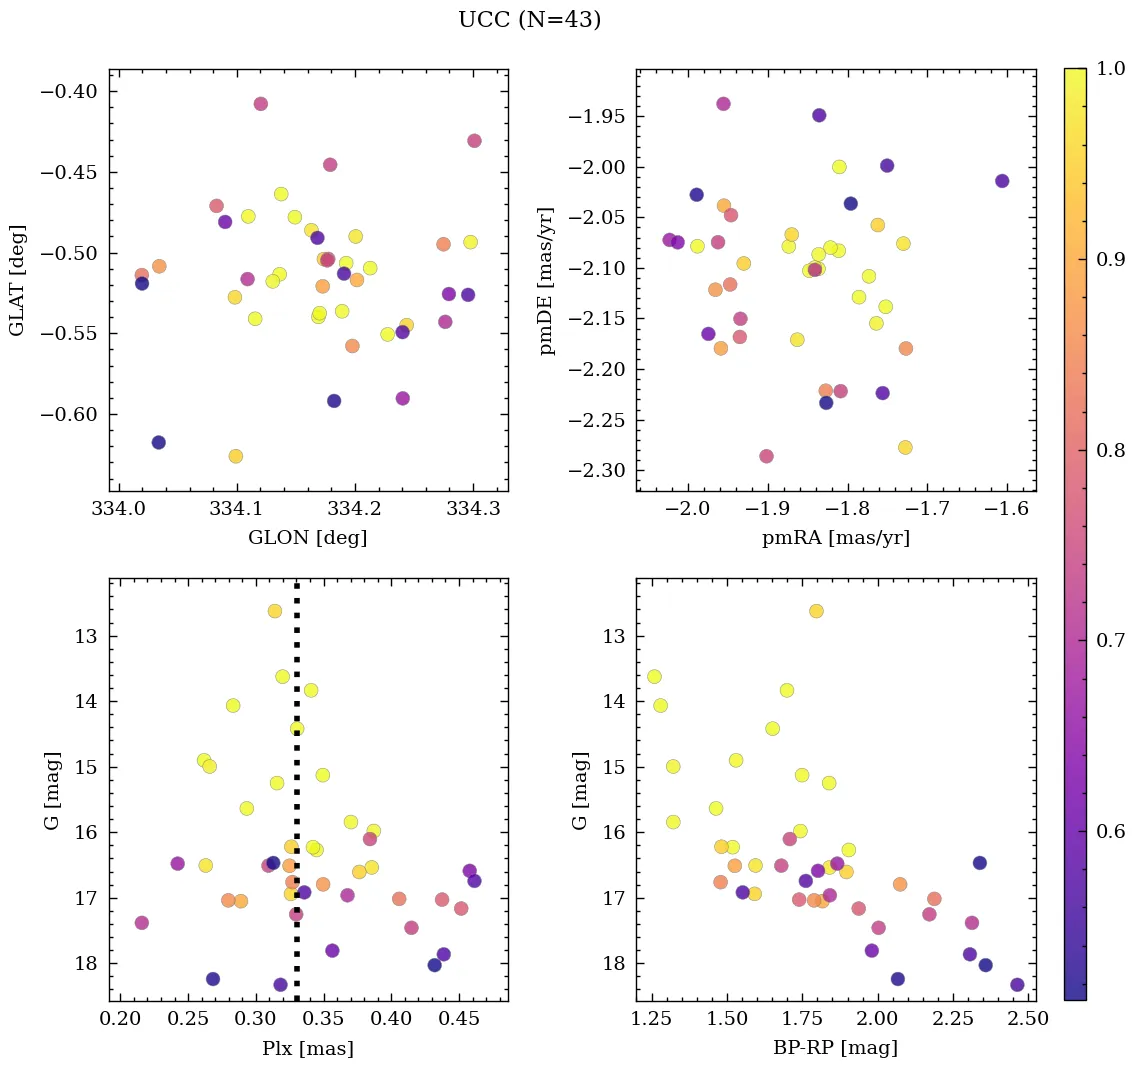 UCC (N=43)
−0.40
−0.45
−0.50
−0.55
−0.60
GLAT [deg]
334.0 334.1 334.2 334.3
GLON [deg]
−1.95
−2.00
−2.05
−2.10
−2.15
−2.20
−2.25
−2.30
pmDE [mas/yr]
−2.0 −1.9 −1.8 −1.7 −1.6
pmRA [mas/yr]
1.0
0.9
0.8
0.7
0.6
13
14
15
16
17
18
G [mag]
0.20 0.25 0.30 0.35 0.40 0.45
Plx [mas]
13
14
15
16
17
18
G [mag]
1.25 1.50 1.75 2.00 2.25 2.50
BP-RP [mag]